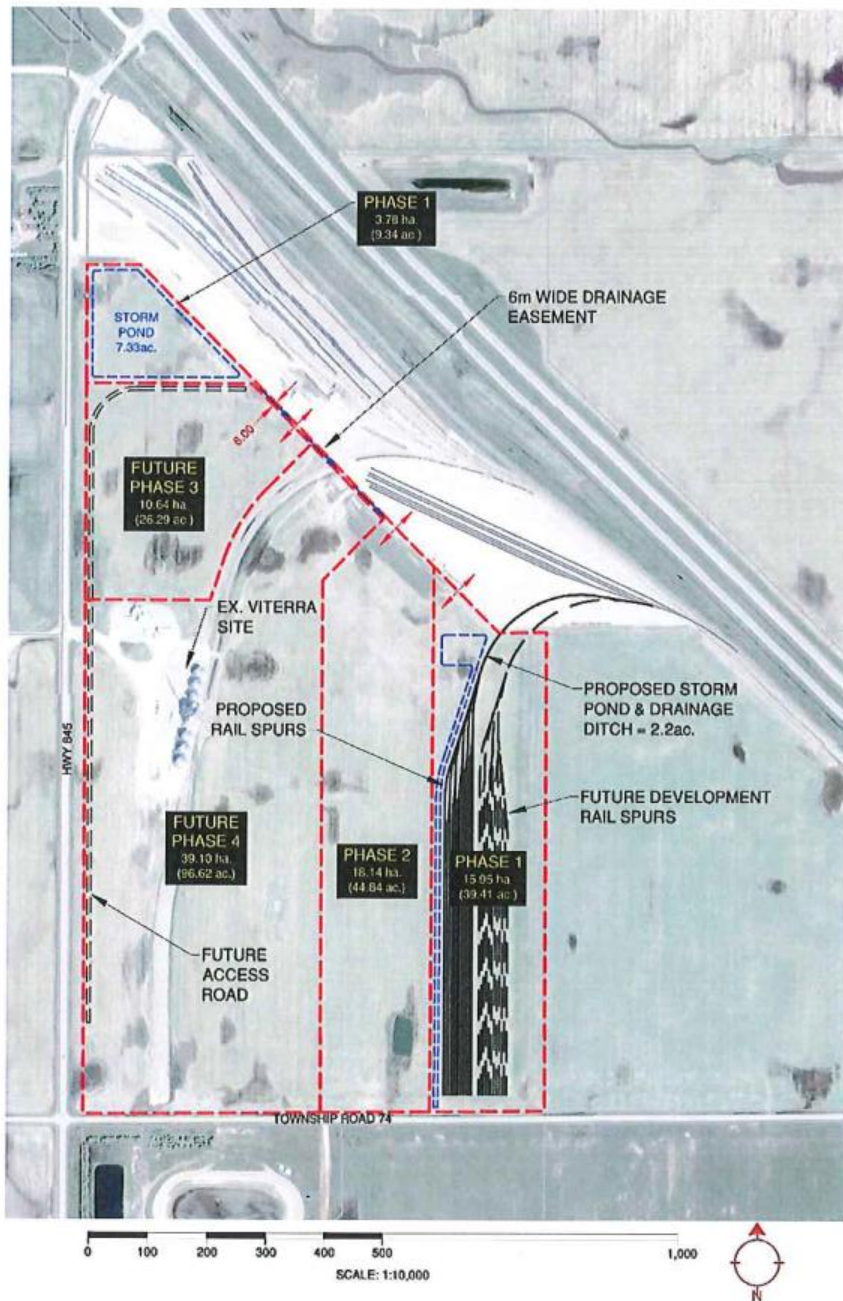 PHASE 1
3.78 ha.
(9.34 ac.)
6m WIDE DRAINAGE
EASEMENT
STORM
POND
7.33ac.
6.00
FUTURE
PHASE 3
10.64 ha.
(26.29 ac.)
EX. VITERRA
SITE
PROPOSED
RAIL SPURS
PROPOSED STORM
POND & DRAINAGE
DITCH = 2.2ac.
HWY 845
FUTURE DEVELOPMENT
RAIL SPURS
FUTURE
PHASE 4
39.10 ha.
(96.62 ac.)
PHASE 2
18.14 ha.
(44.84 ac.)
PHASE 1
15.95 ha.
(39.41 ac.)
FUTURE
ACCESS
ROAD
TOWNSHIP ROAD 74
0 100 200 300 400 500 1,000
SCALE: 1:10,000
N